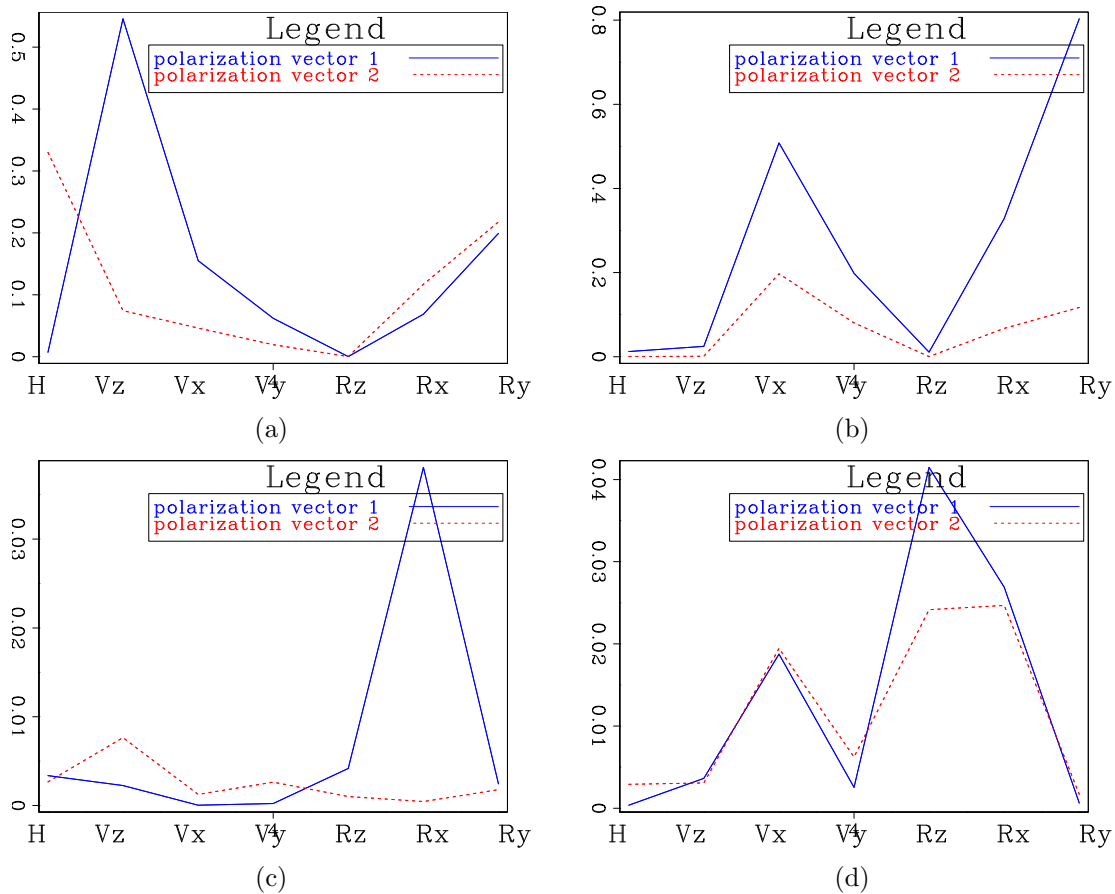 Legend
polarization vector 1
polarization vector 2
0 0.1 0.2 0.3 0.4 0.5
H Vz Vx Vy Rz Rx Ry
4
(a)
Legend
polarization vector 1
polarization vector 2
0 0.2 0.4 0.6 0.8
H Vz Vx Vy Rz Rx Ry
4
(b)
Legend
polarization vector 1
polarization vector 2
0 0.01 0.02 0.03
H Vz Vx Vy Rz Rx Ry
4
(c)
Legend
polarization vector 1
polarization vector 2
0 0.01 0.02 0.03 0.04
H Vz Vx Vy Rz Rx Ry
4
(d)